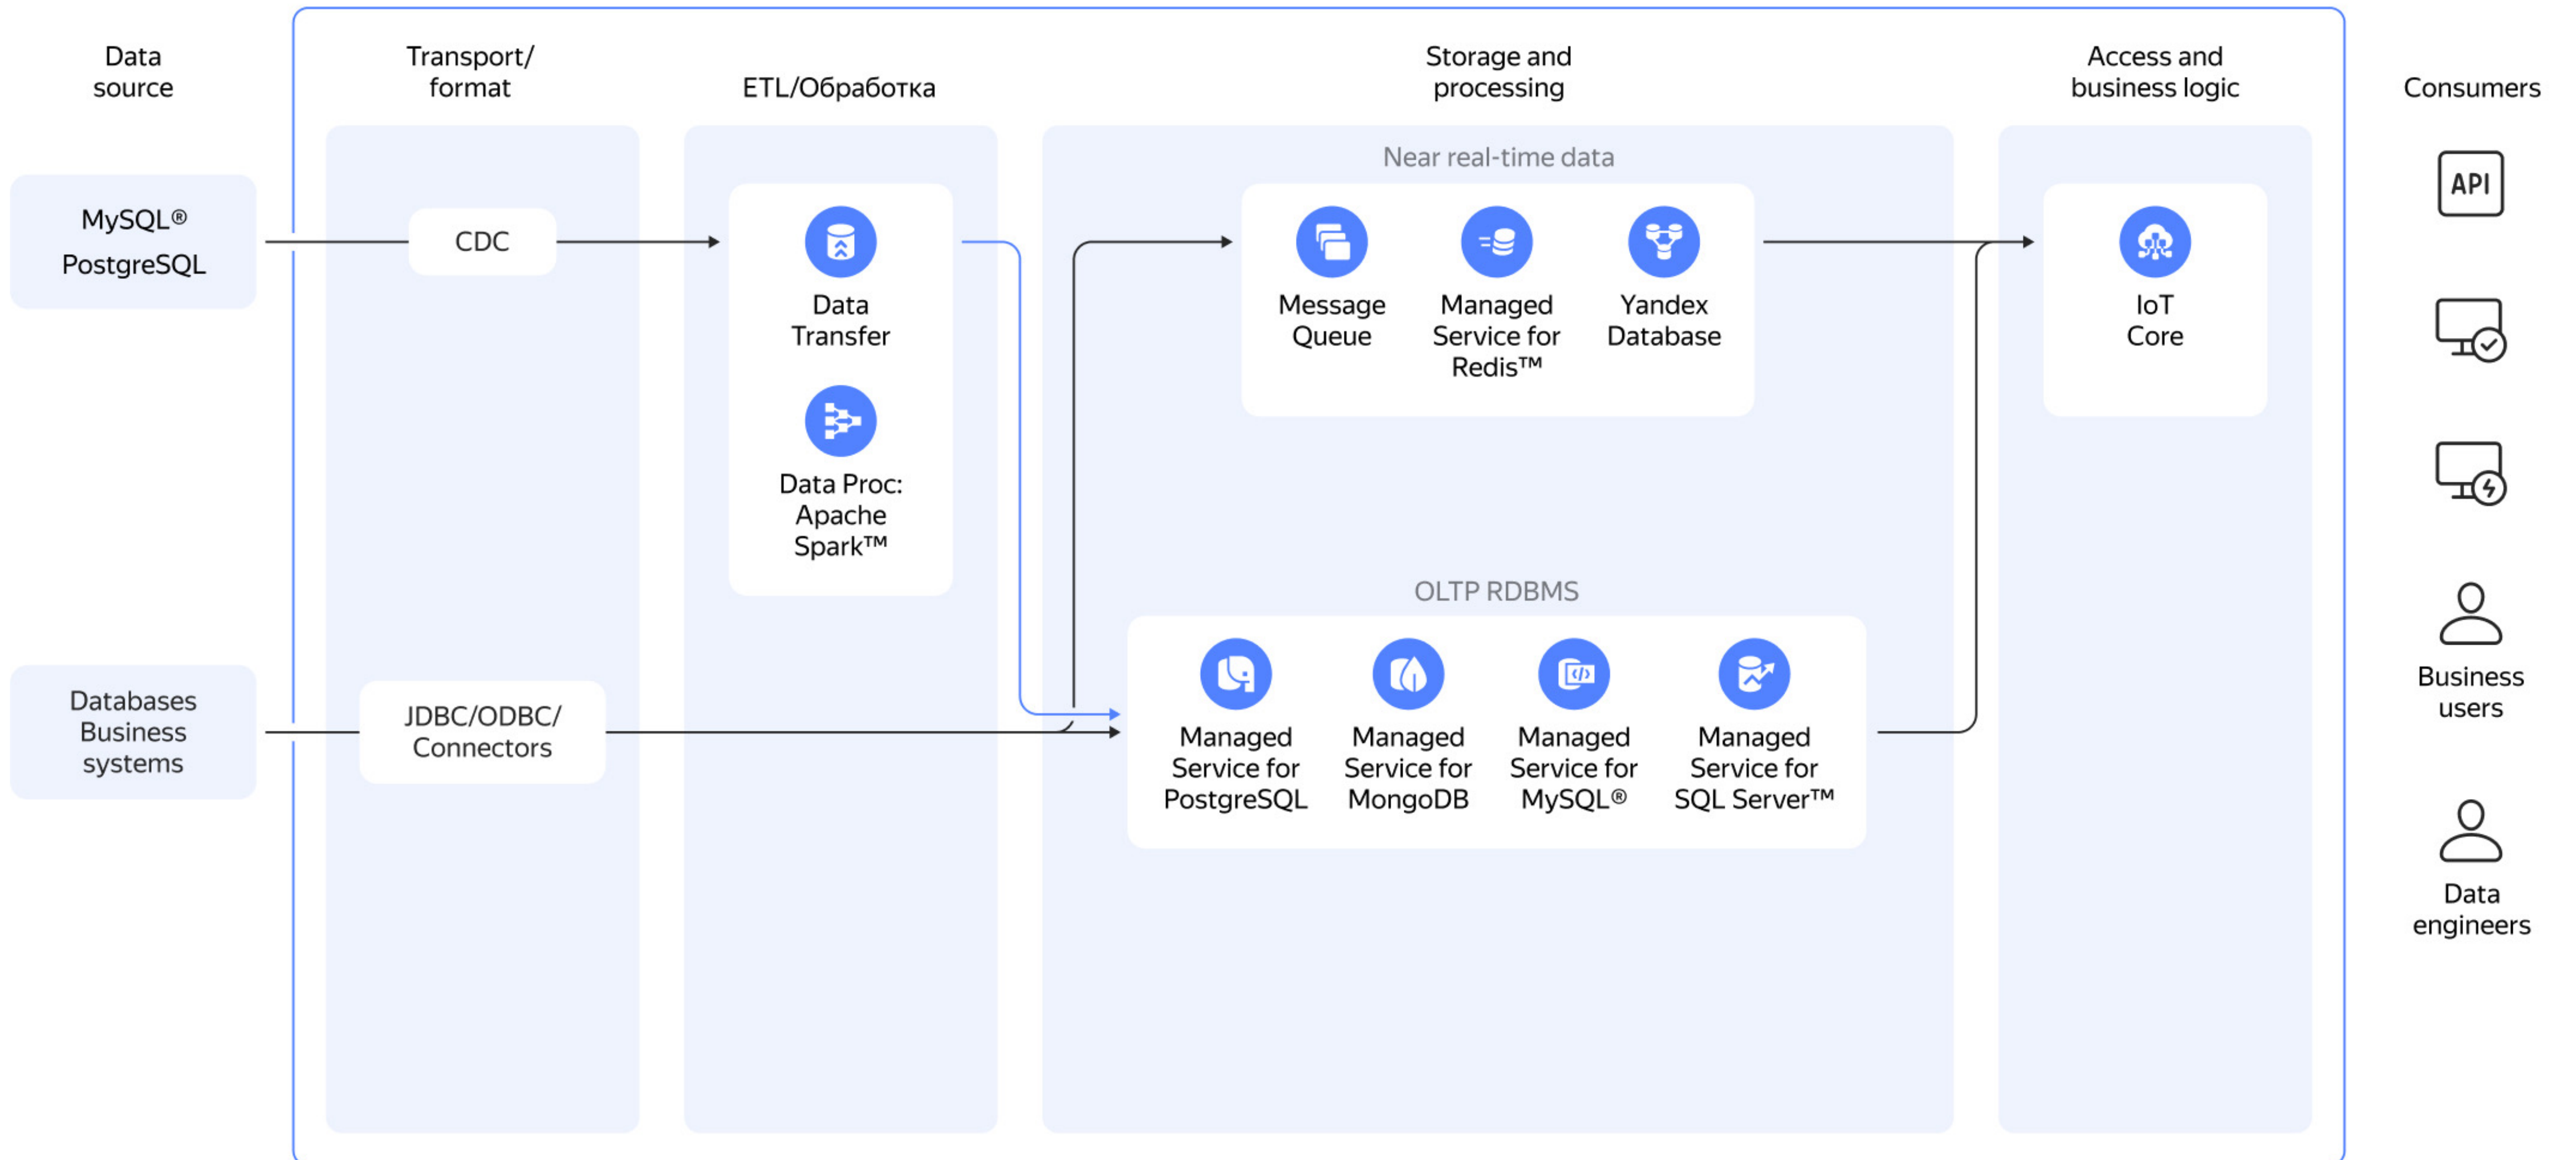 Data
source
Transport/
format
ETL/Обработка
Storage and
processing
Access and
business logic
Consumers
MySQL®
PostgreSQL
CDC
Data
Transfer
Data Proc:
Apache
Spark™
Near real-time data
Message
Queue
Managed
Service for
Redis™
Yandex
Database
IoT
Core
API
Databases
Business
systems
JDBC/ODBC/
Connectors
OLTP RDBMS
Managed
Service for
PostgreSQL
Managed
Service for
MongoDB
Managed
Service for
MySQL®
Managed
Service for
SQL Server™
Business
users
Data
engineers